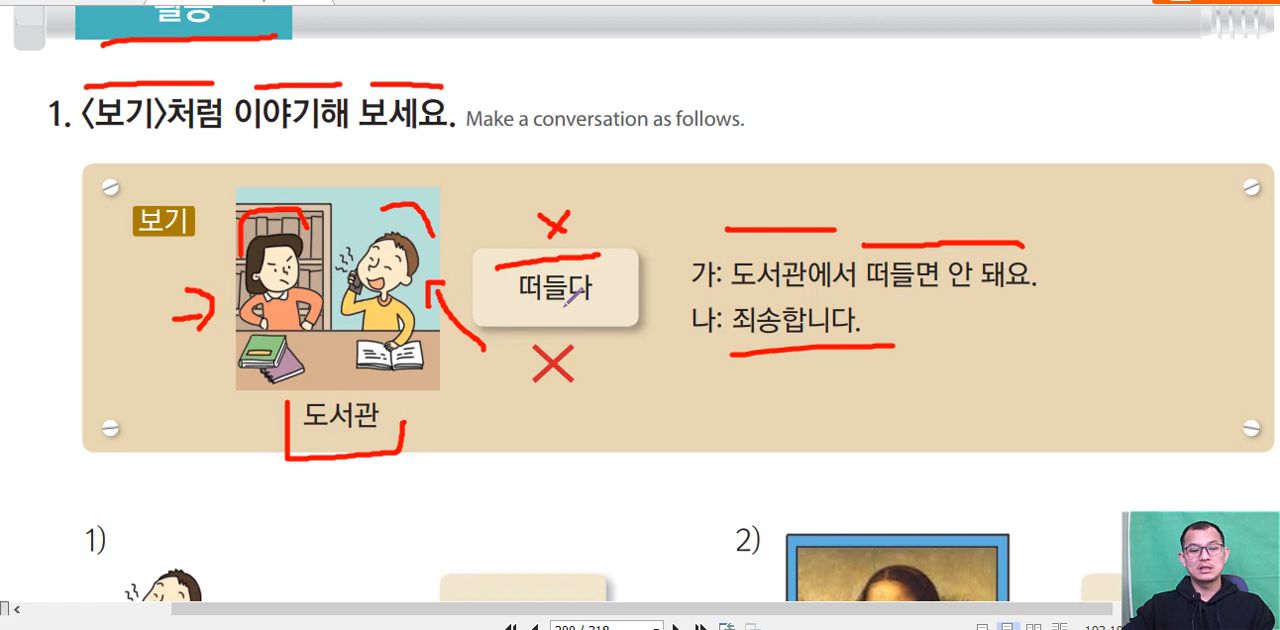 활동
1. 〈보기〉처럼 이야기해 보세요. Make a conversation as follows.
보기
떠들다
가: 도서관에서 떠들면 안 돼요.
나: 죄송합니다.
도서관
1)
2)